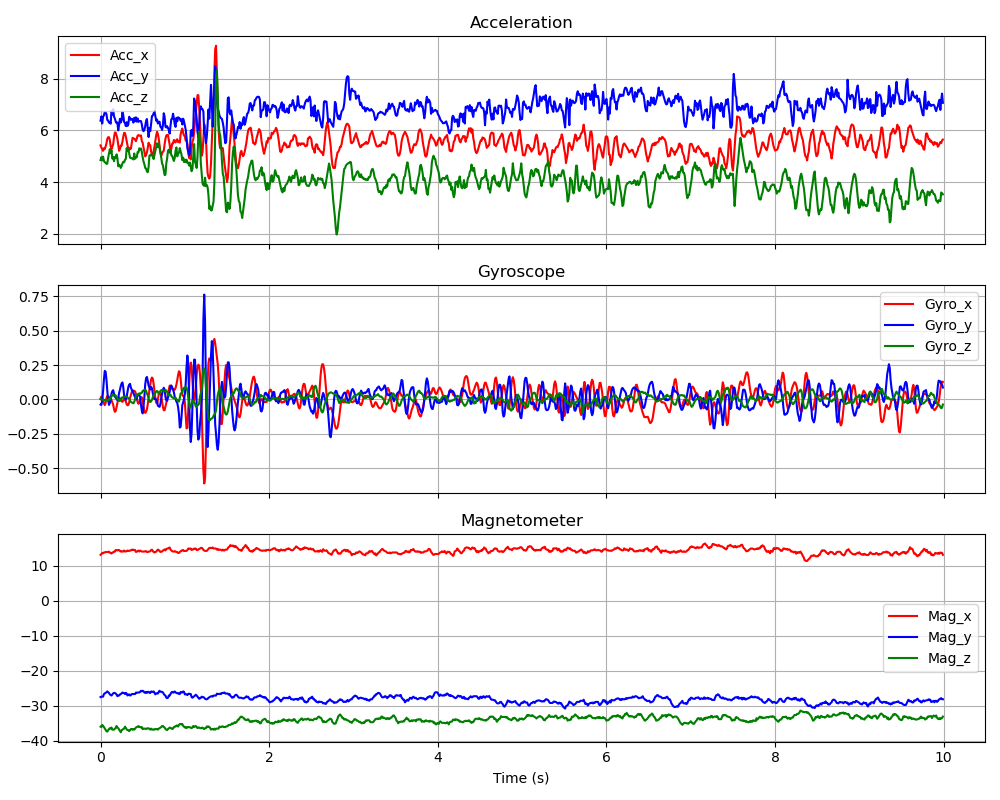 Acceleration
Acc_x
Acc_y
Acc_z
8
6
4
2
Gyroscope
Gyro_x
Gyro_y
Gyro_z
0.75
0.50
0.25
0.00
−0.25
−0.50
Magnetometer
Mag_x
Mag_y
Mag_z
10
0
−10
−20
−30
−40
0 2 4 6 8 10
Time (s)